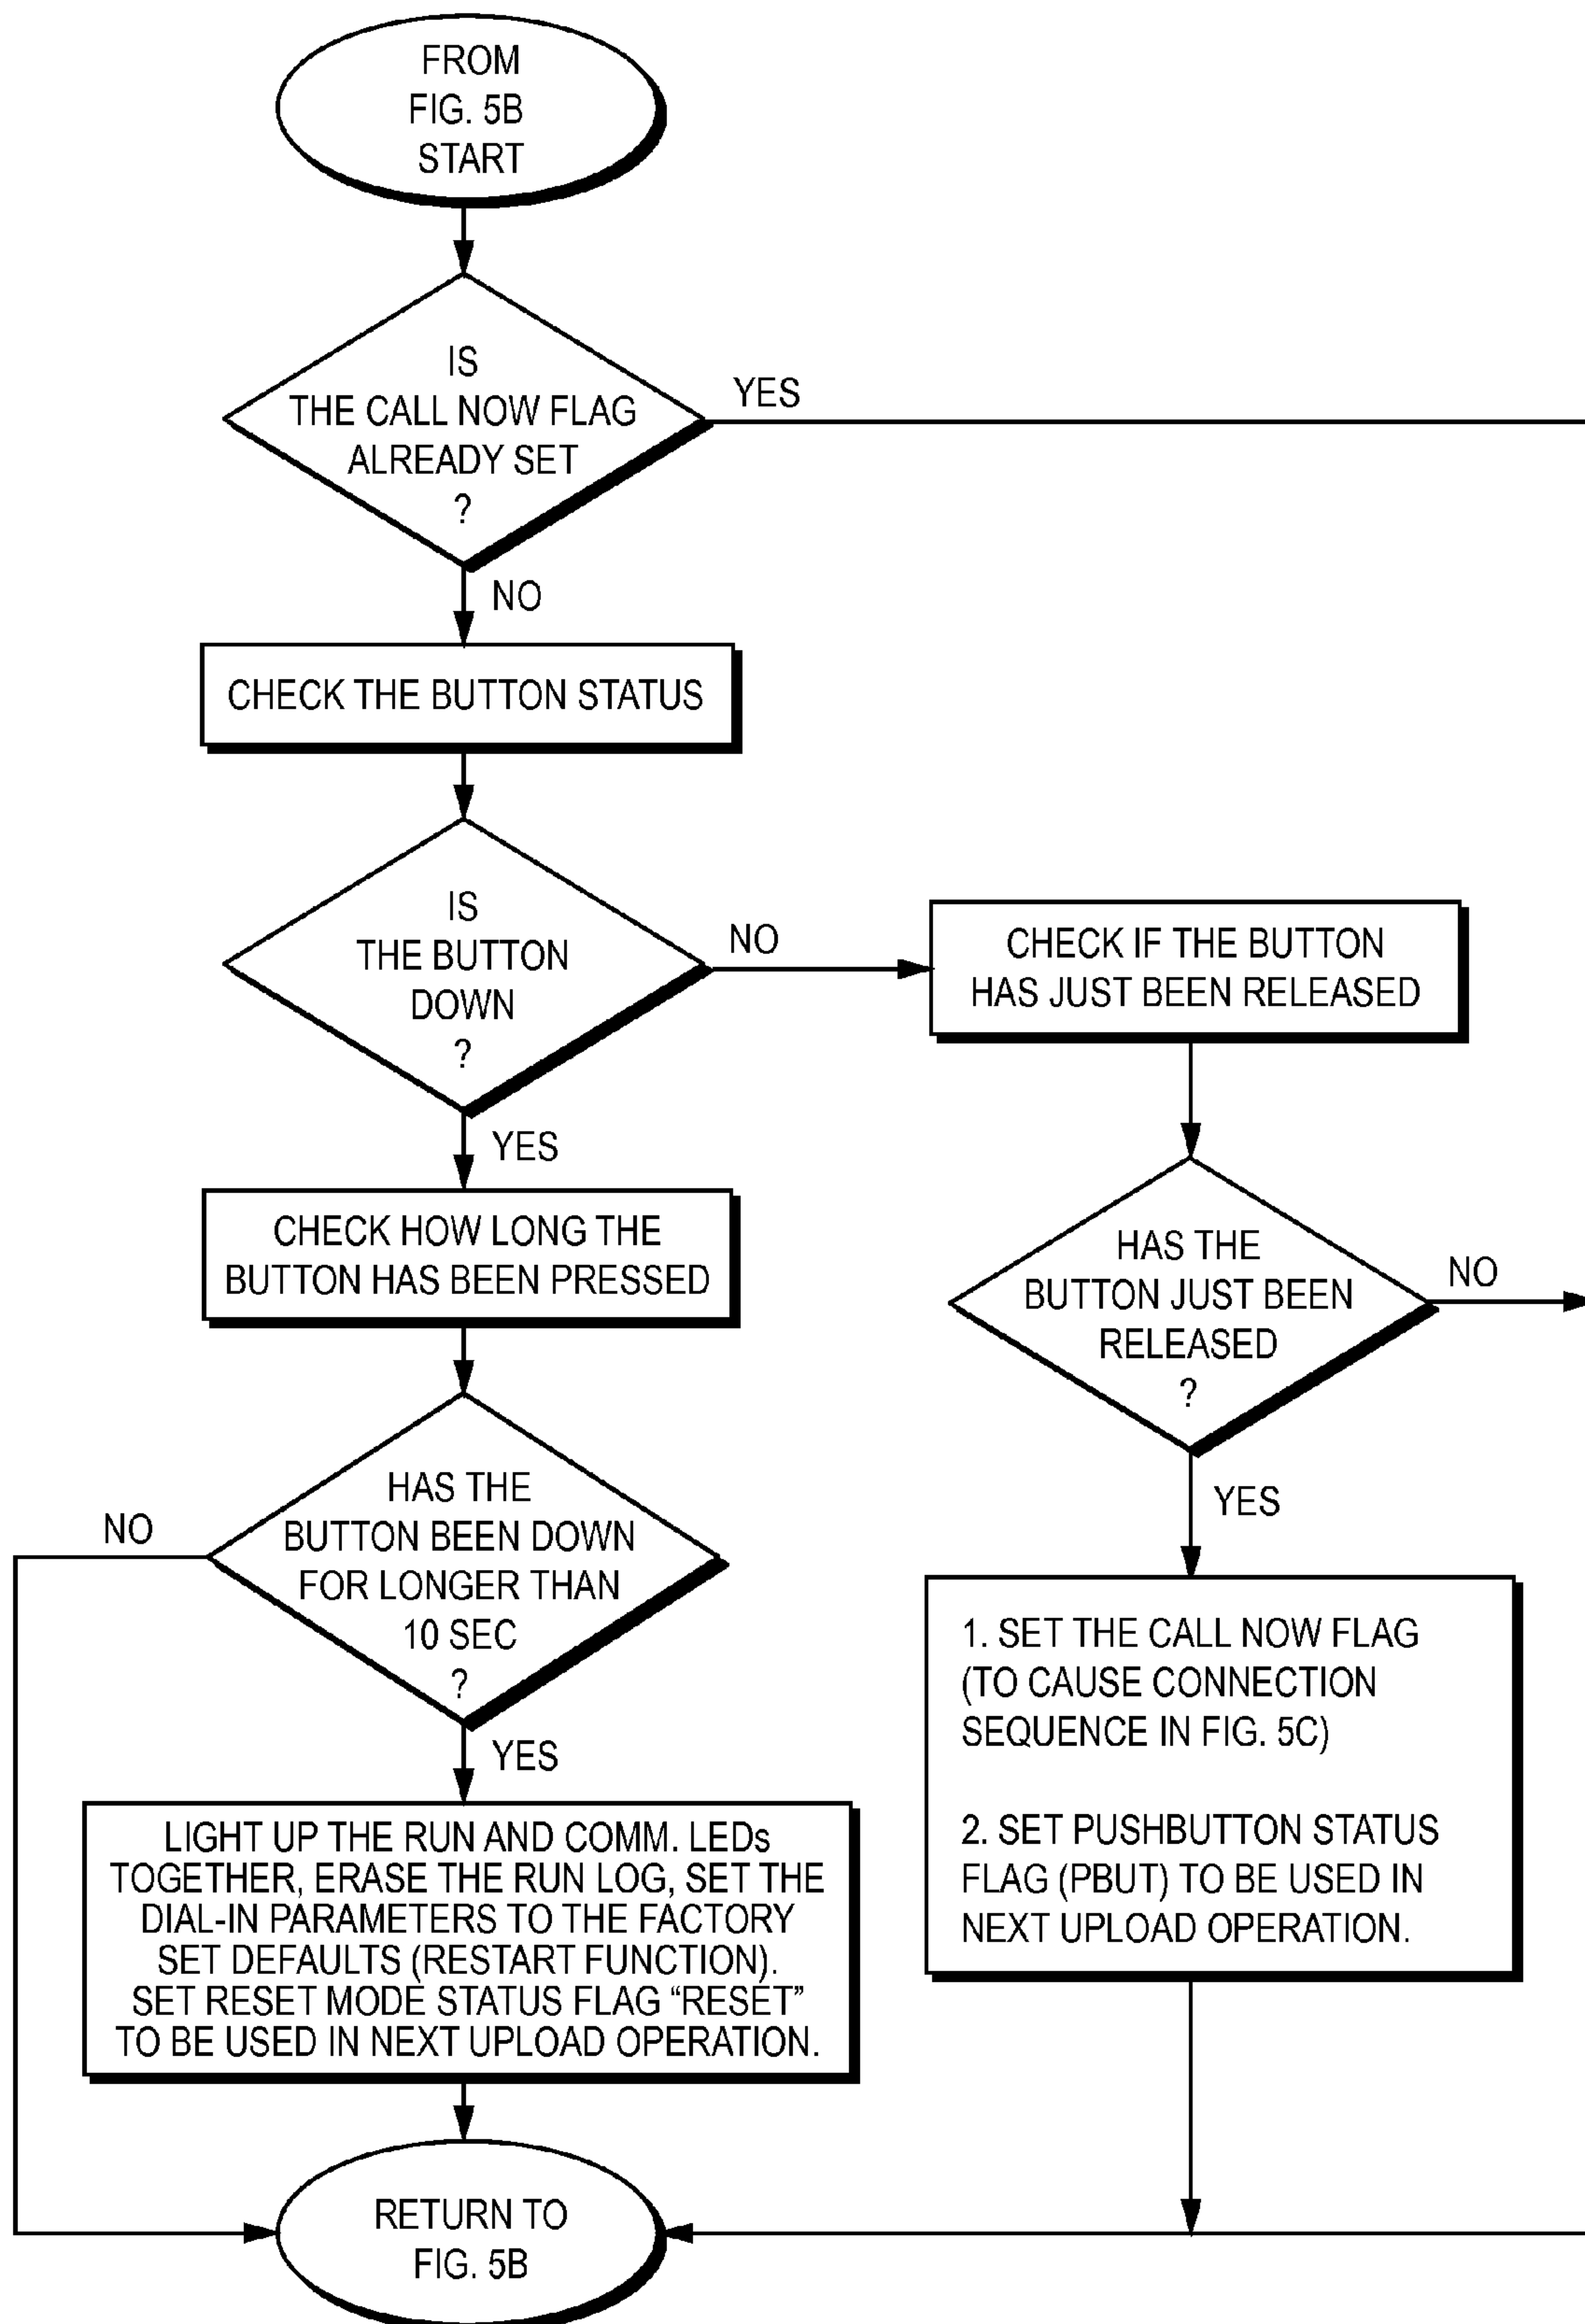 FROM
FIG. 5B
START
IS
THE CALL NOW FLAG
ALREADY SET
?
YES
NO
CHECK THE BUTTON STATUS
IS
THE BUTTON
DOWN
?
NO
CHECK IF THE BUTTON
HAS JUST BEEN RELEASED
YES
CHECK HOW LONG THE
BUTTON HAS BEEN PRESSED
HAS THE
BUTTON JUST BEEN
RELEASED
?
NO
YES
HAS THE
BUTTON BEEN DOWN
FOR LONGER THAN
10 SEC
?
NO
YES
1. SET THE CALL NOW FLAG
(TO CAUSE CONNECTION
SEQUENCE IN FIG. 5C)
2. SET PUSHBUTTON STATUS
FLAG (PBUT) TO BE USED IN
NEXT UPLOAD OPERATION.
LIGHT UP THE RUN AND COMM. LEDs
TOGETHER, ERASE THE RUN LOG, SET THE
DIAL-IN PARAMETERS TO THE FACTORY
SET DEFAULTS (RESTART FUNCTION).
SET RESET MODE STATUS FLAG “RESET”
TO BE USED IN NEXT UPLOAD OPERATION.
RETURN TO
FIG. 5B